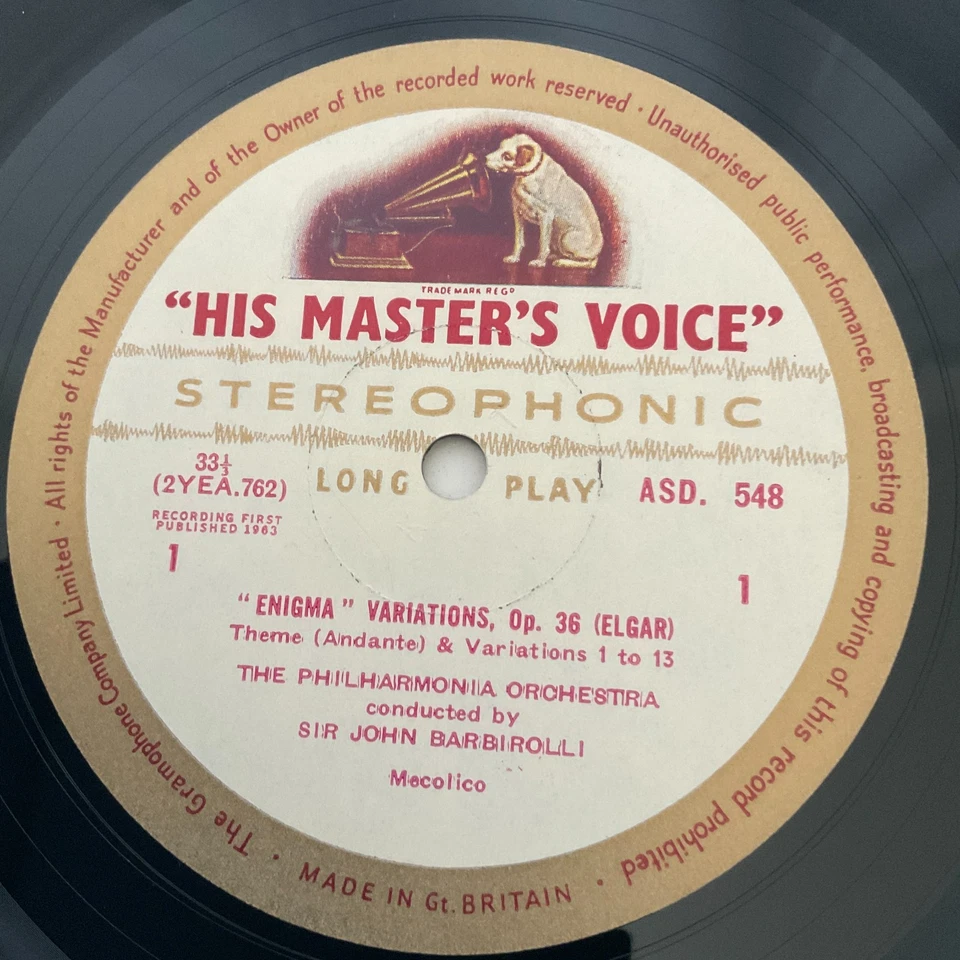 The Gramophone Company Limited · All rights of the Manufacturer and of the Owner of the recorded work reserved · Unauthorised public performance, broadcasting and copying of this record prohibited ·
TRADE MARK REGD
“HIS MASTER'S VOICE”
STEREOPHONIC
LONG PLAY
33⅓
(2YEA.762)
ASD. 548
RECORDING FIRST
PUBLISHED 1963
1
1
“ENIGMA” VARIATIONS, Op. 36 (ELGAR)
Theme (Andante) & Variations 1 to 13
THE PHILHARMONIA ORCHESTRA
conducted by
SIR JOHN BARBIROLLI
Mecolico
MADE IN Gt. BRITAIN ·